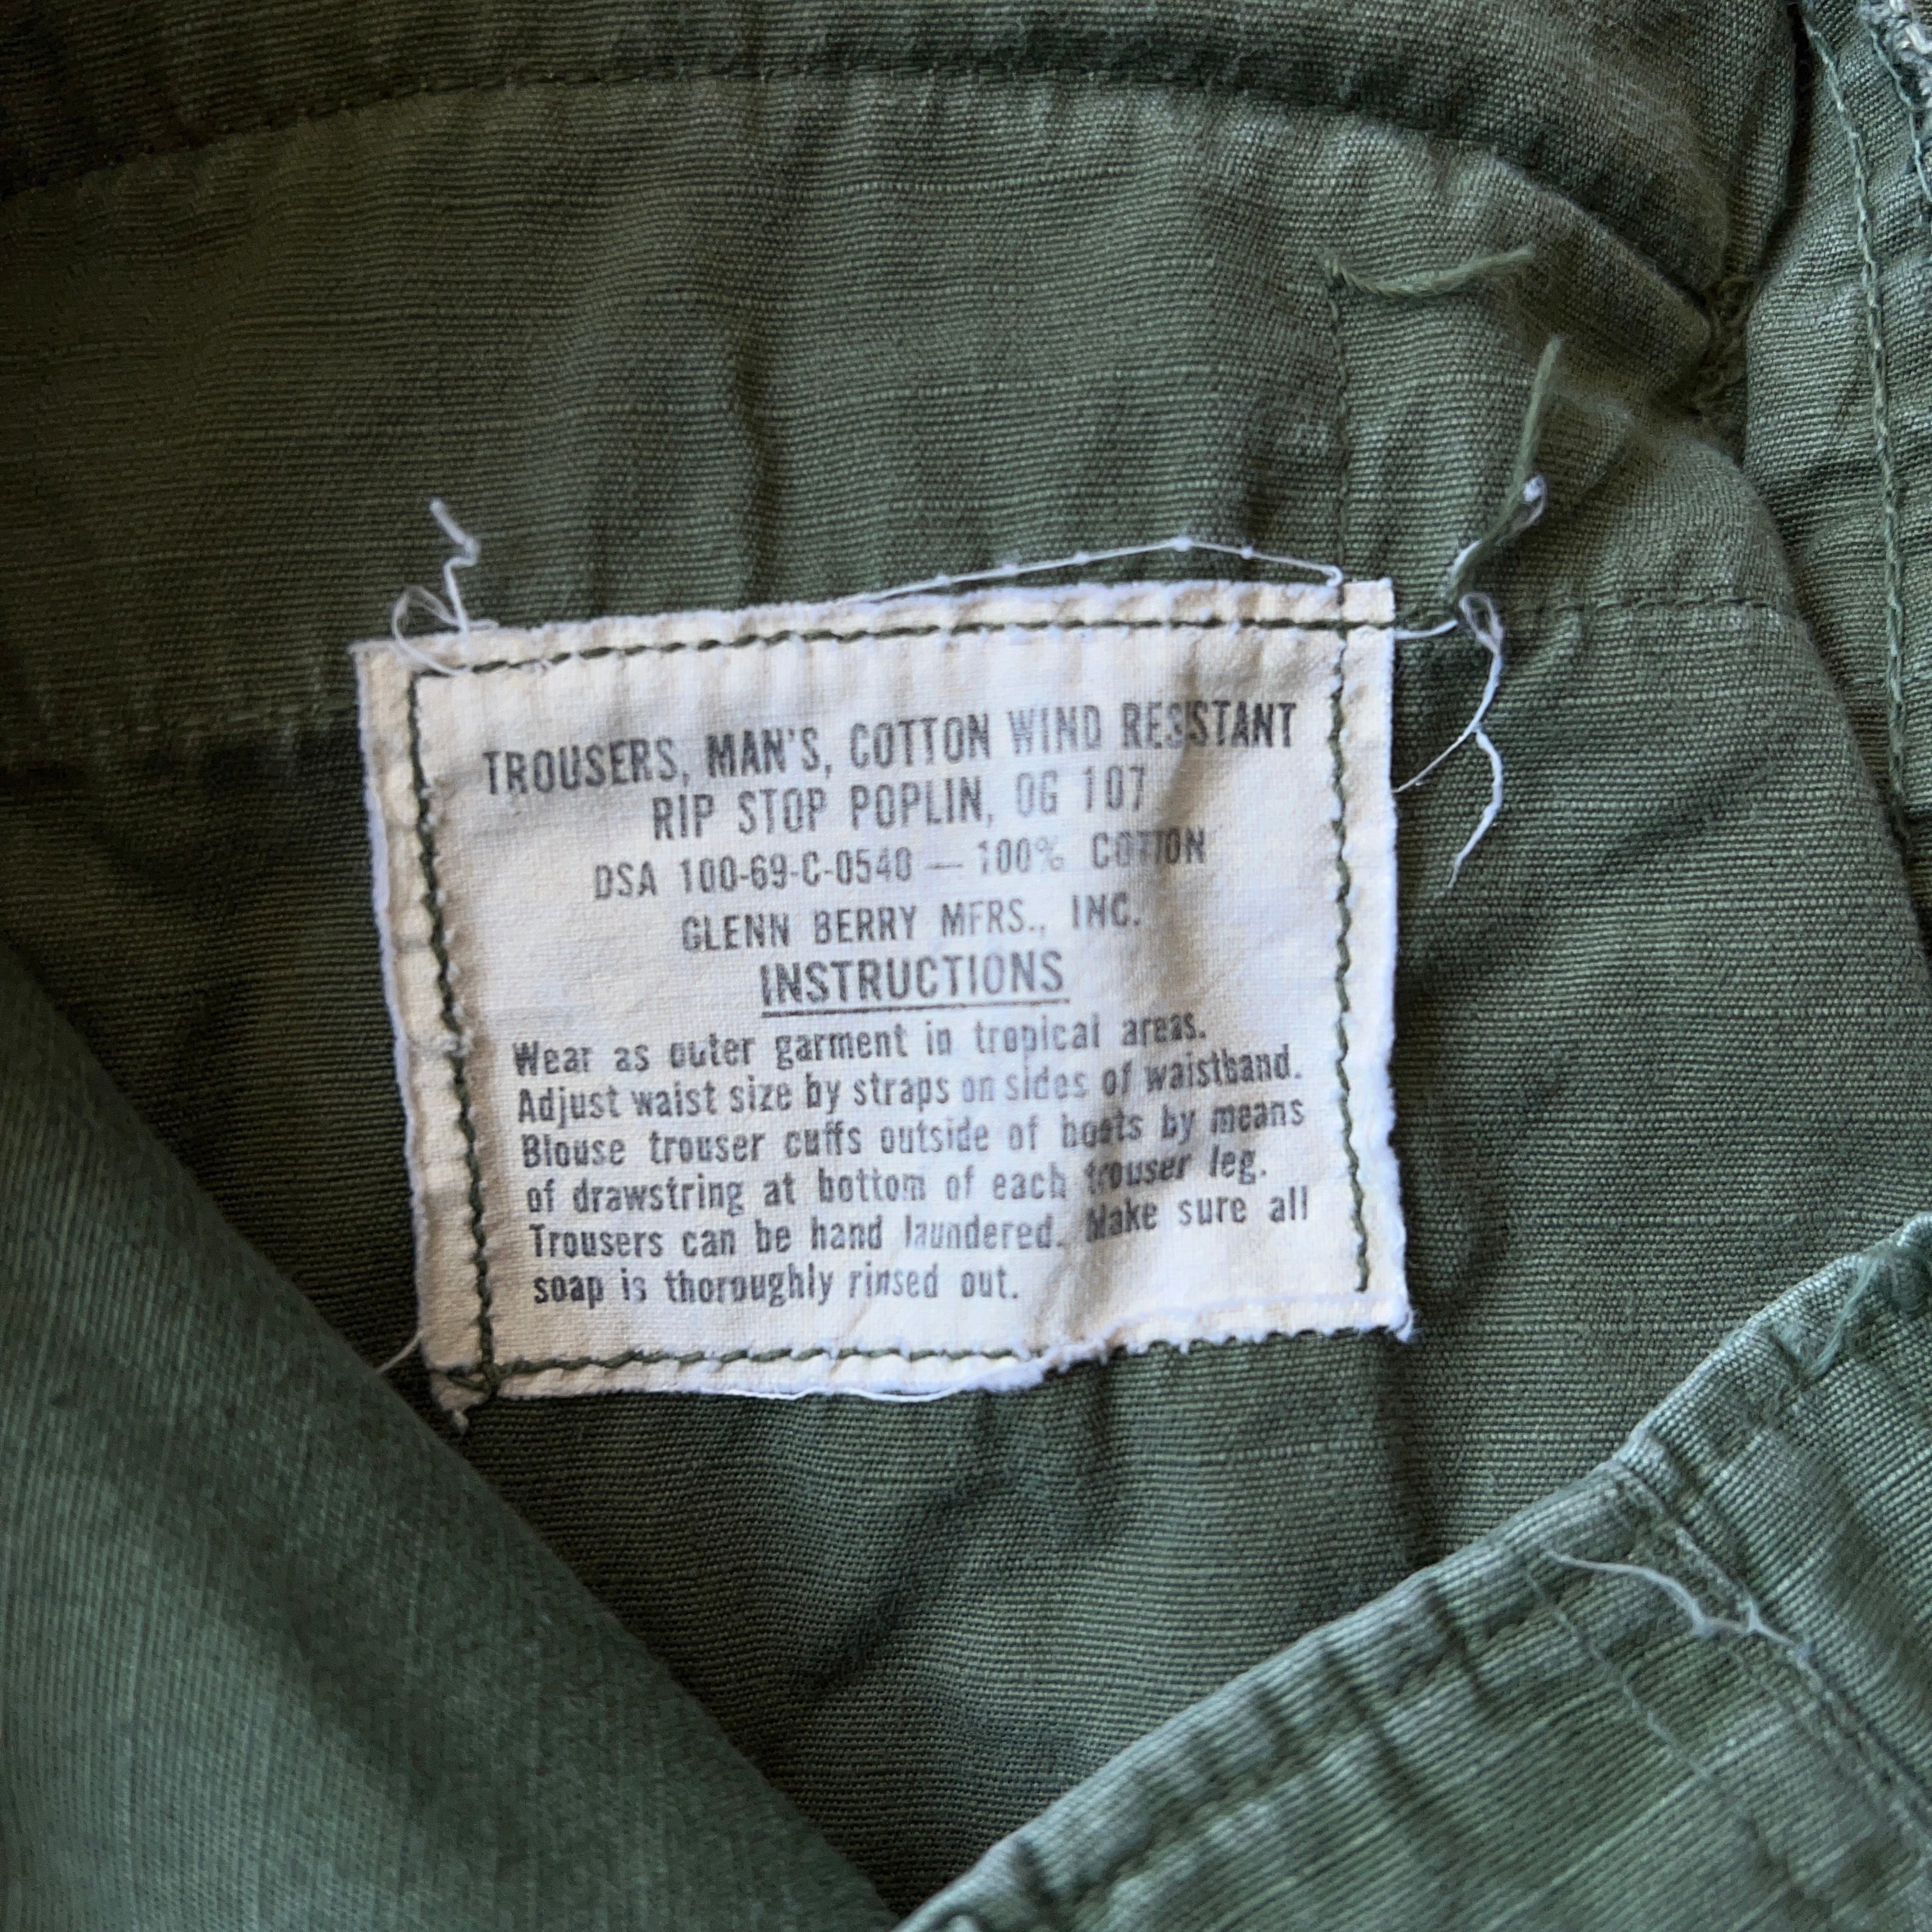 TROUSERS, MAN'S, COTTON WIND RESISTANT
RIP STOP POPLIN, OG 107
DSA 100-69-C-0540 — 100% COTTON
GLENN BERRY MFRS., INC.
INSTRUCTIONS
Wear as outer garment in tropical areas.
Adjust waist size by straps on sides of waistband.
Blouse trouser cuffs outside of boots by means
of drawstring at bottom of each trouser leg.
Trousers can be hand laundered. Make sure all
soap is thoroughly rinsed out.